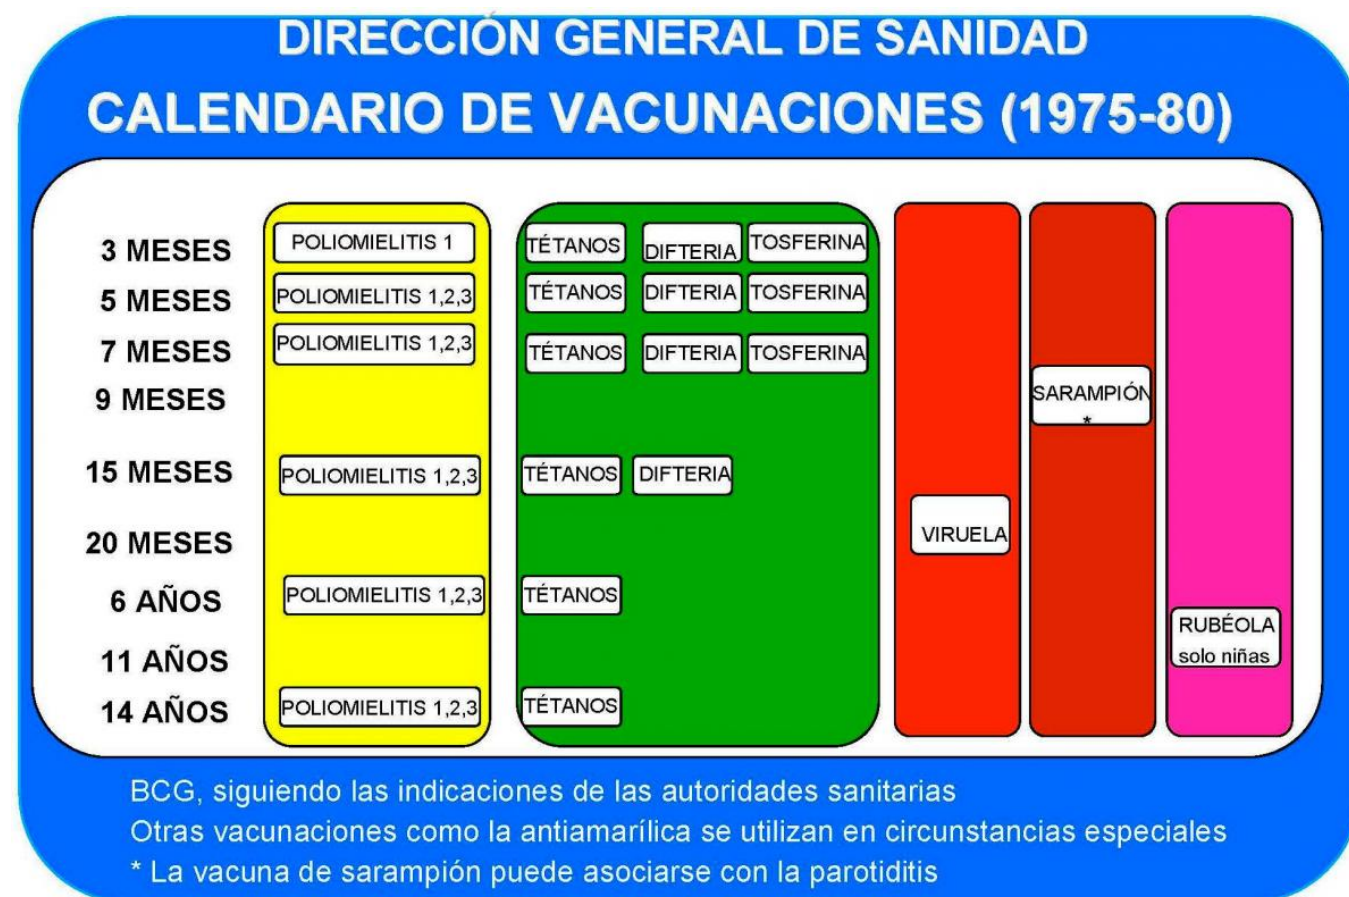 DIRECCIÓN GENERAL DE SANIDAD
CALENDARIO DE VACUNACIONES (1975-80)
3 MESES POLIOMIELITIS 1 TÉTANOS DIFTERIA TOSFERINA
5 MESES POLIOMIELITIS 1,2,3 TÉTANOS DIFTERIA TOSFERINA
7 MESES POLIOMIELITIS 1,2,3 TÉTANOS DIFTERIA TOSFERINA
9 MESES SARAMPIÓN
*
15 MESES POLIOMIELITIS 1,2,3 TÉTANOS DIFTERIA
20 MESES VIRUELA
6 AÑOS POLIOMIELITIS 1,2,3 TÉTANOS
RUBÉOLA
11 AÑOS solo niñas
14 AÑOS POLIOMIELITIS 1,2,3 TÉTANOS
BCG, siguiendo las indicaciones de las autoridades sanitarias
Otras vacunaciones como la antiamarílica se utilizan en circunstancias especiales
* La vacuna de sarampión puede asociarse con la parotiditis